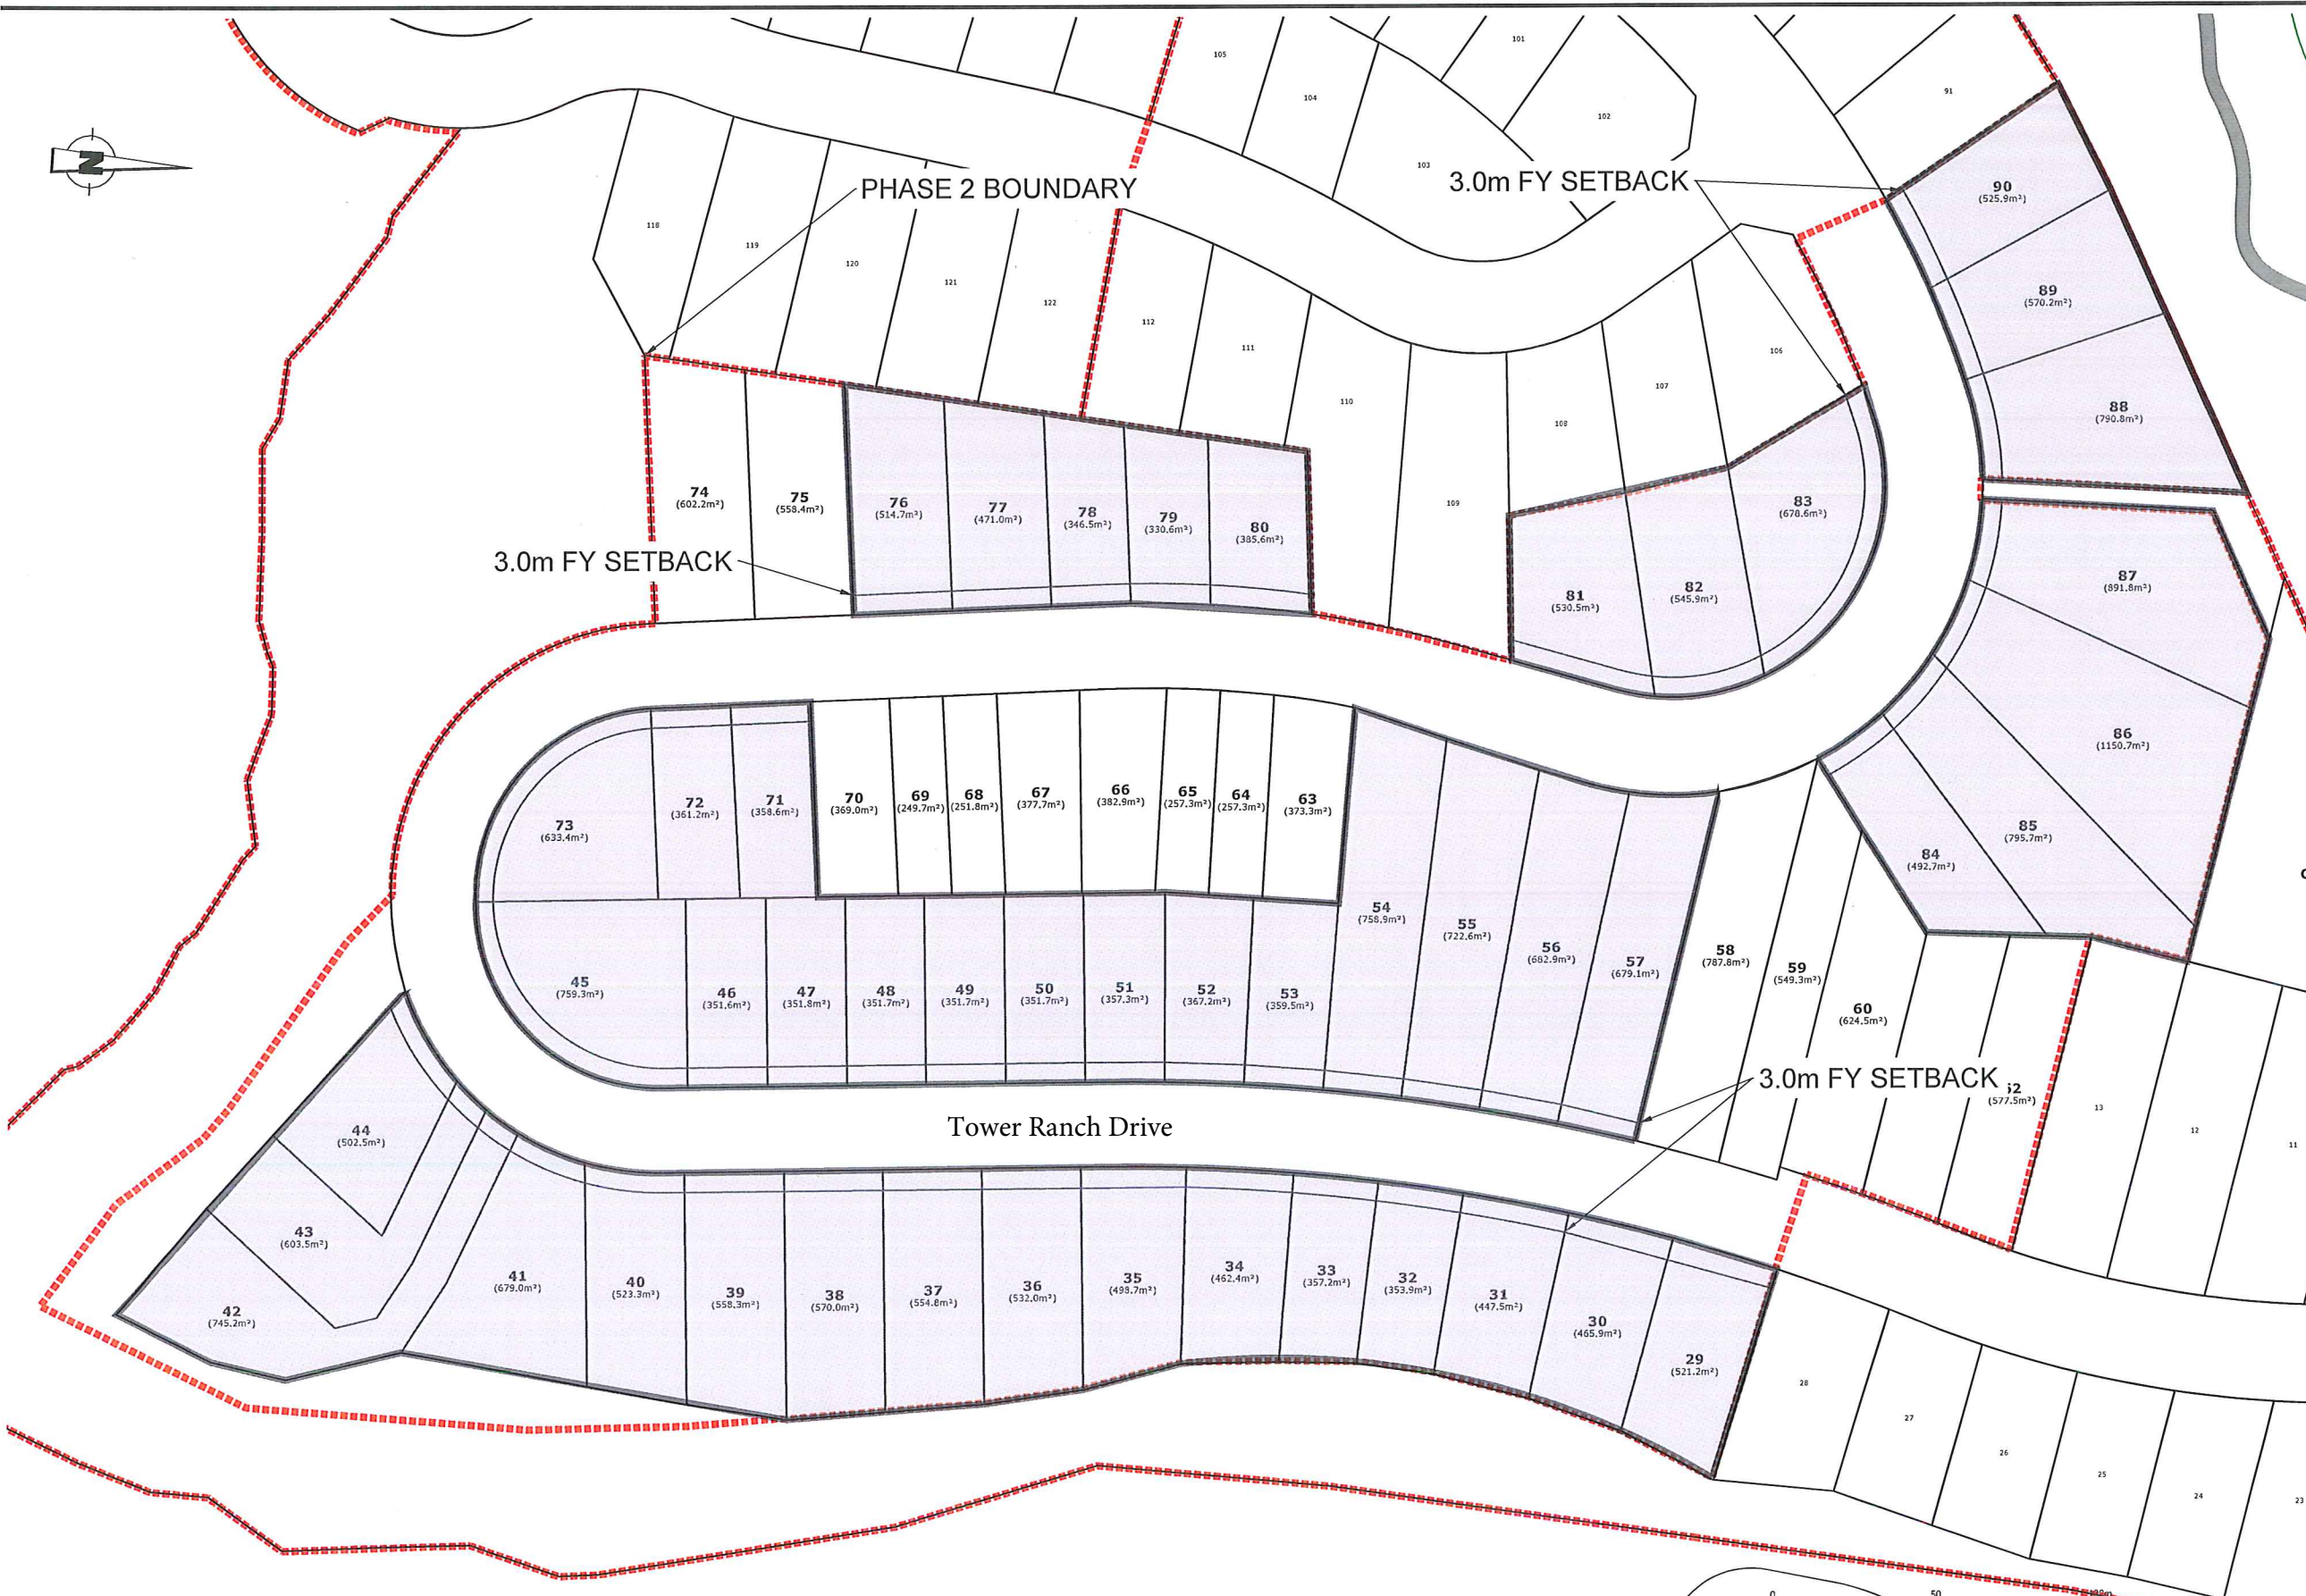 105
104
101
102
103
91
N
PHASE 2 BOUNDARY
3.0m FY SETBACK
90
(525.9m²)
118
119
120
121
122
112
111
110
109
108
107
106
89
(570.2m²)
88
(790.8m²)
74
(602.2m²)
75
(558.4m²)
76
(514.7m²)
77
(471.0m²)
78
(346.5m²)
79
(330.6m²)
80
(385.6m²)
83
(678.6m²)
3.0m FY SETBACK
81
(530.5m²)
82
(545.9m²)
87
(891.8m²)
86
(1150.7m²)
73
(633.4m²)
72
(361.2m²)
71
(358.6m²)
70
(369.0m²)
69
(249.7m²)
68
(251.8m²)
67
(377.7m²)
66
(382.9m²)
65
(257.3m²)
64
(257.3m²)
63
(373.3m²)
85
(795.7m²)
84
(492.7m²)
54
(758.9m²)
55
(722.6m²)
56
(682.9m²)
57
(679.1m²)
58
(787.8m²)
59
(549.3m²)
60
(624.5m²)
45
(759.3m²)
46
(351.6m²)
47
(351.8m²)
48
(351.7m²)
49
(351.7m²)
50
(351.7m²)
51
(357.3m²)
52
(367.2m²)
53
(359.5m²)
3.0m FY SETBACK
(577.5m²)
13
12
11
Tower Ranch Drive
44
(502.5m²)
43
(603.5m²)
42
(745.2m²)
41
(679.0m²)
40
(523.3m²)
39
(558.3m²)
38
(570.0m²)
37
(554.8m²)
36
(532.0m²)
35
(498.7m²)
34
(462.4m²)
33
(357.2m²)
32
(353.9m²)
31
(447.5m²)
30
(465.9m²)
29
(521.2m²)
28
27
26
25
24
23
0
50